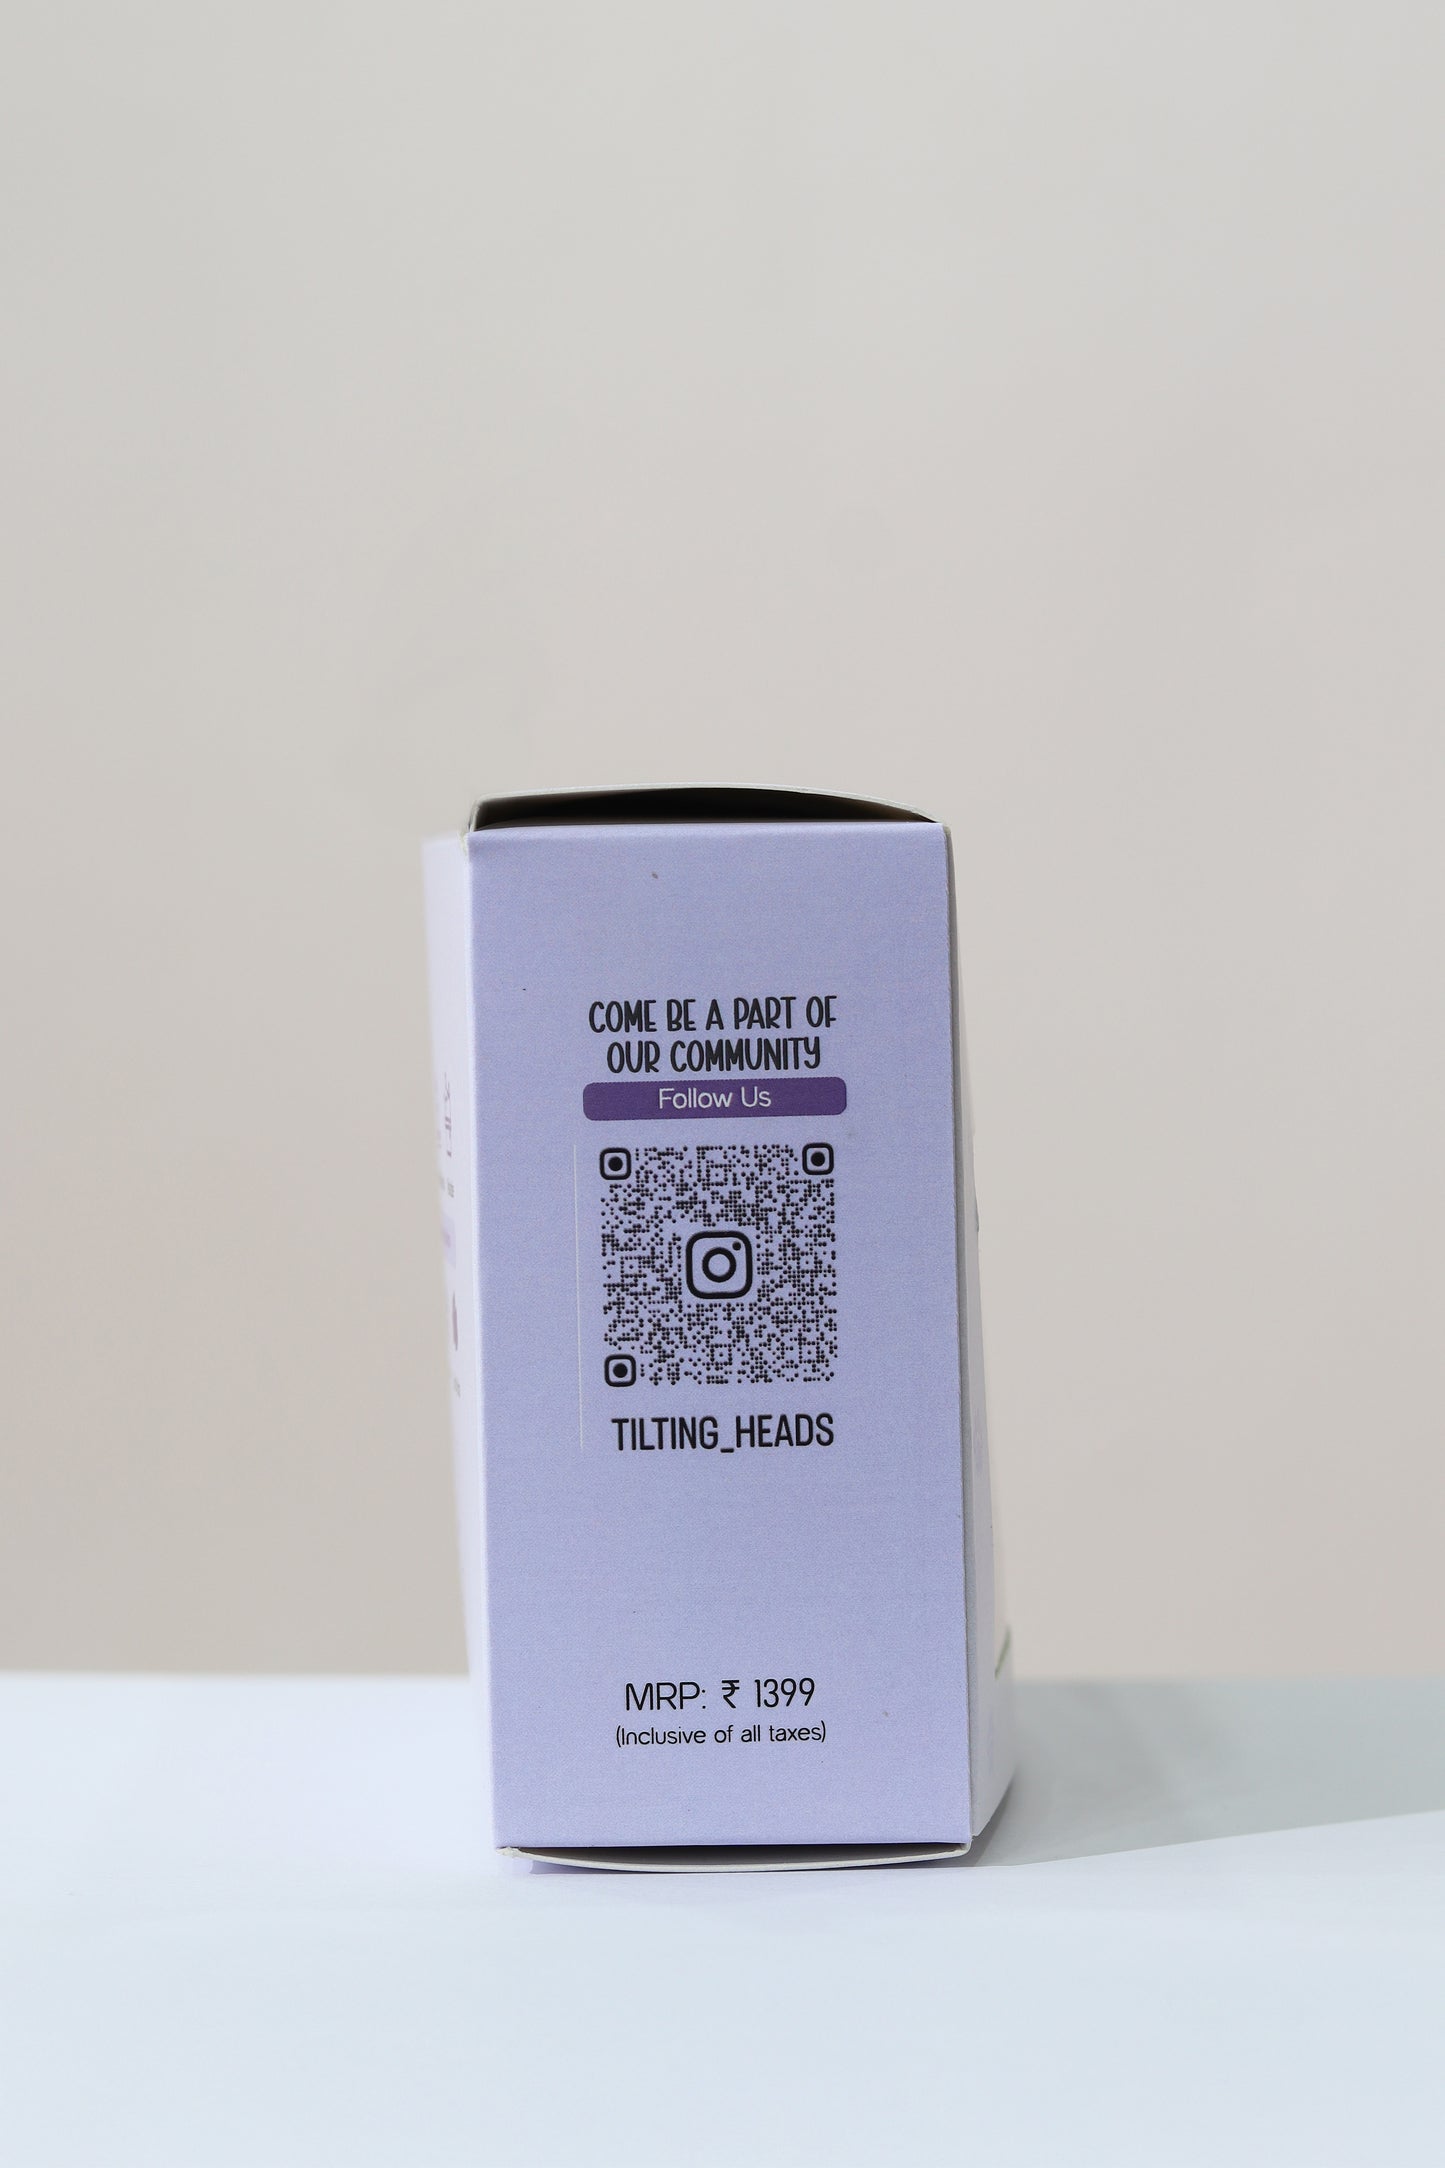 COME BE A PART OF
OUR COMMUNITY
Follow Us
TILTING_HEADS
MRP: ₹ 1399
(Inclusive of all taxes)